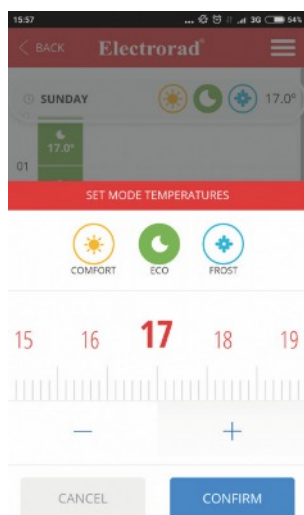 15:57 ... 3G 54%
< BACK Electrorad®
SUNDAY 17.0°
17.0°
01
SET MODE TEMPERATURES
COMFORT ECO FROST
15 16 17 18 19
— +
CANCEL CONFIRM